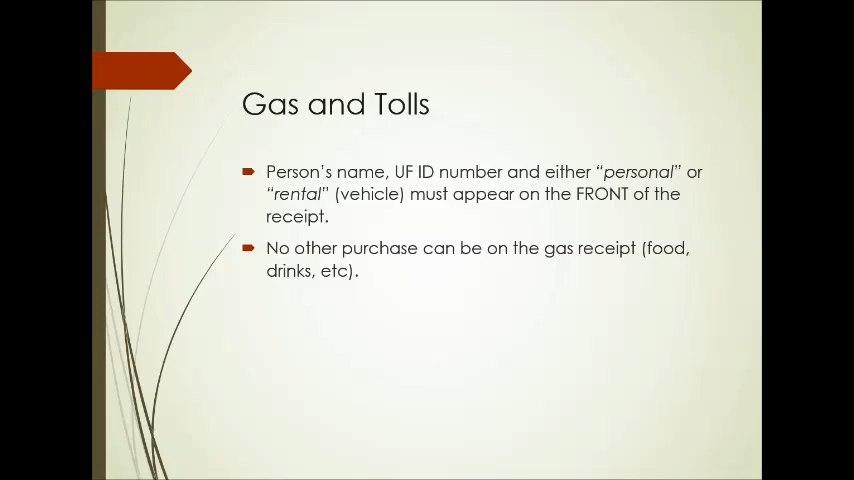 Gas and Tolls
Person's name, UF ID number and either “personal” or
“rental” (vehicle) must appear on the FRONT of the
receipt.
No other purchase can be on the gas receipt (food,
drinks, etc).